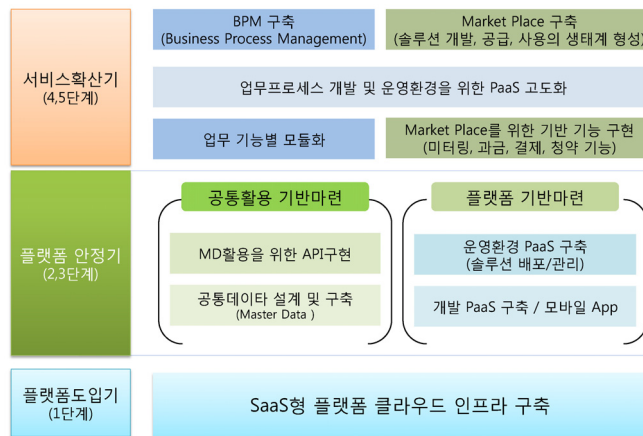 서비스확산기
(4,5단계)
BPM 구축
(Business Process Management)
Market Place 구축
(솔루션 개발, 공급, 사용의 생태계 형성)
업무프로세스 개발 및 운영환경을 위한 PaaS 고도화
업무 기능별 모듈화
Market Place를 위한 기반 기능 구현
(미터링, 과금, 결제, 청약 기능)
플랫폼 안정기
(2,3단계)
공통활용 기반마련
MD활용을 위한 API구현
공통데이타 설계 및 구축
(Master Data )
플랫폼 기반마련
운영환경 PaaS 구축
(솔루션 배포/관리)
개발 PaaS 구축 / 모바일 App
플랫폼도입기
(1단계)
SaaS형 플랫폼 클라우드 인프라 구축